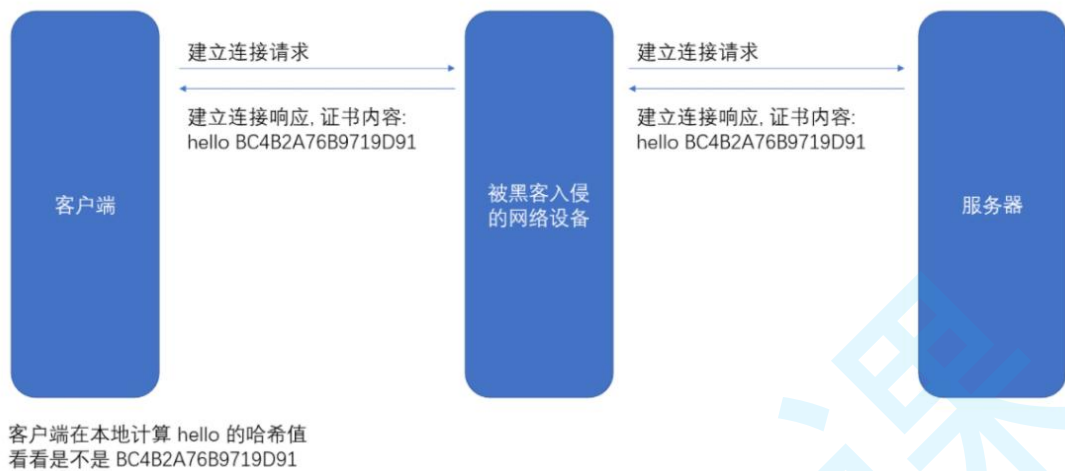 建立连接请求
建立连接请求
建立连接响应, 证书内容:
hello BC4B2A76B9719D91
建立连接响应, 证书内容:
hello BC4B2A76B9719D91
客户端
被黑客入侵
的网络设备
服务器
客户端在本地计算 hello 的哈希值
看看是不是 BC4B2A76B9719D91